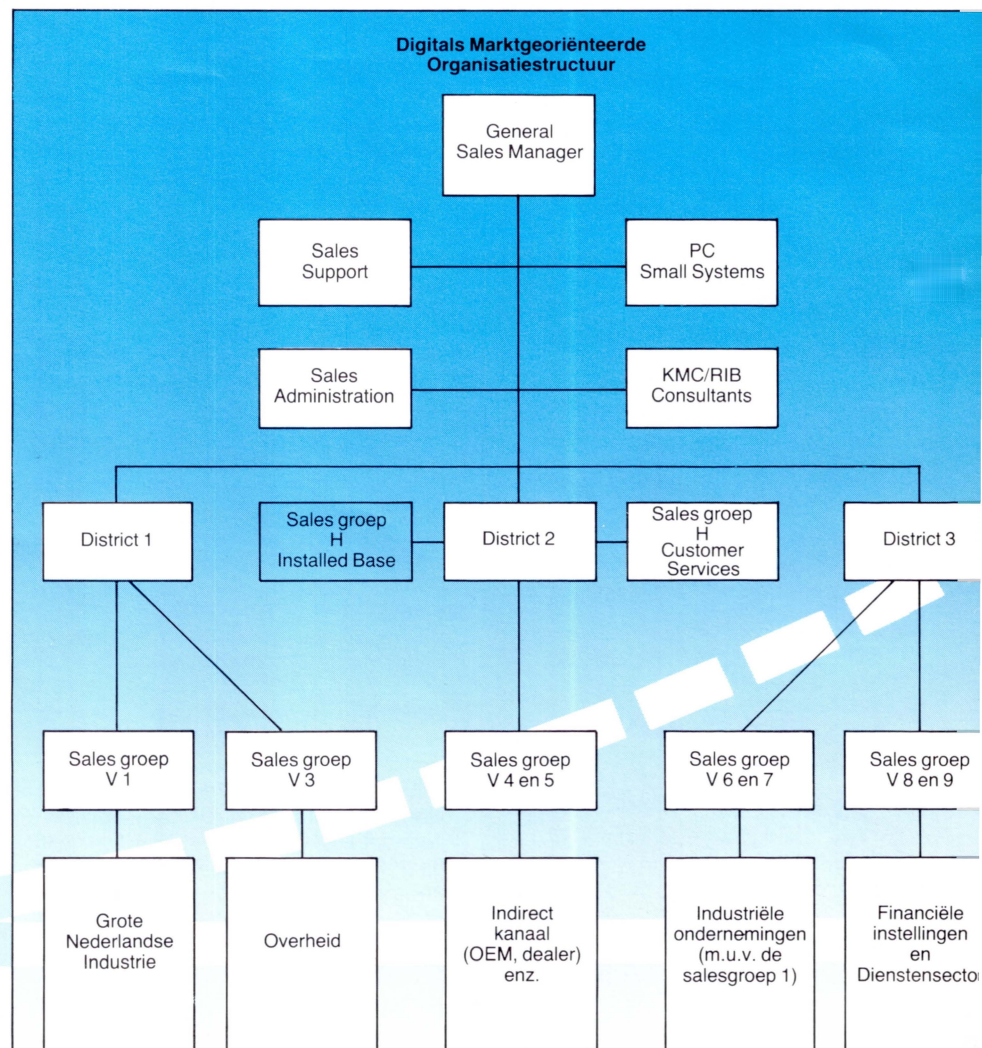 Digitals Marktgeoriënteerde
Organisatiestructuur
General
Sales Manager
Sales
Support
PC
Small Systems
Sales
Administration
KMC/RIB
Consultants
District 1
Sales groep
H
Installed Base
District 2
Sales groep
H
Customer
Services
District 3
Sales groep
V 1
Sales groep
V 3
Sales groep
V 4 en 5
Sales groep
V 6 en 7
Sales groep
V 8 en 9
Grote
Nederlandse
Industrie
Overheid
Indirect
kanaal
(OEM, dealer)
enz.
Industriële
ondernemingen
(m.u.v. de
salesgroep 1)
Financiële
instellingen
en
Dienstensector